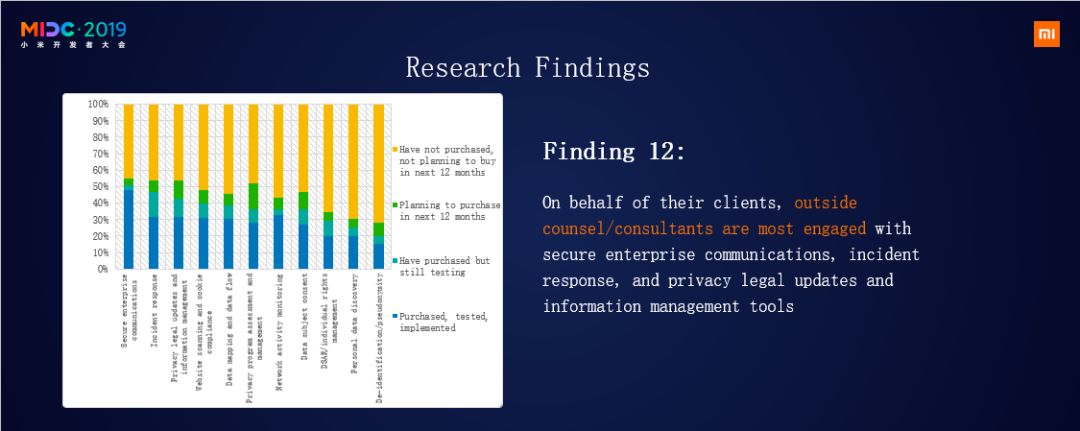 MIDC·2019
小米开发者大会
Research Findings
100%
90%
80%
70%
60%
50%
40%
30%
20%
10%
0%
Secure enterprise
communications
Incident response
Privacy legal updates and
information management
Website scanning and cookie
compliance
Data mapping and data flow
Privacy program assessment and
management
Network activity monitoring
Data subject consent
DSAR/individual rights
management
Personal data discovery
De-identification/pseudonymity
Have not purchased,
not planning to buy
in next 12 months
Planning to purchase
in next 12 months
Have purchased but
still testing
Purchased, tested,
implemented
Finding 12:
On behalf of their clients, outside
counsel/consultants are most engaged with
secure enterprise communications, incident
response, and privacy legal updates and
information management tools